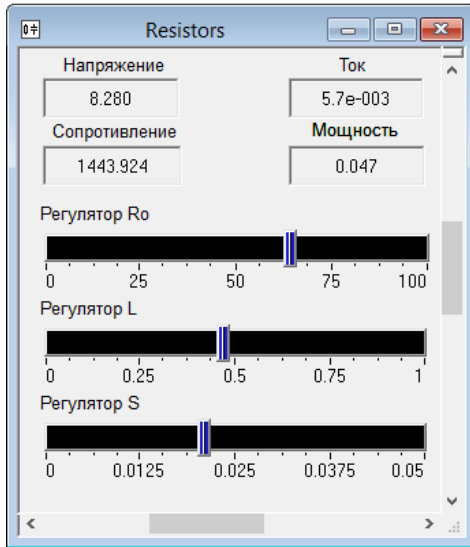 Resistors
Напряжение Ток
8.280 5.7e-003
Сопротивление Мощность
1443.924 0.047
Регулятор Ro
0 25 50 75 100
Регулятор L
0 0.25 0.5 0.75 1
Регулятор S
0 0.0125 0.025 0.0375 0.05